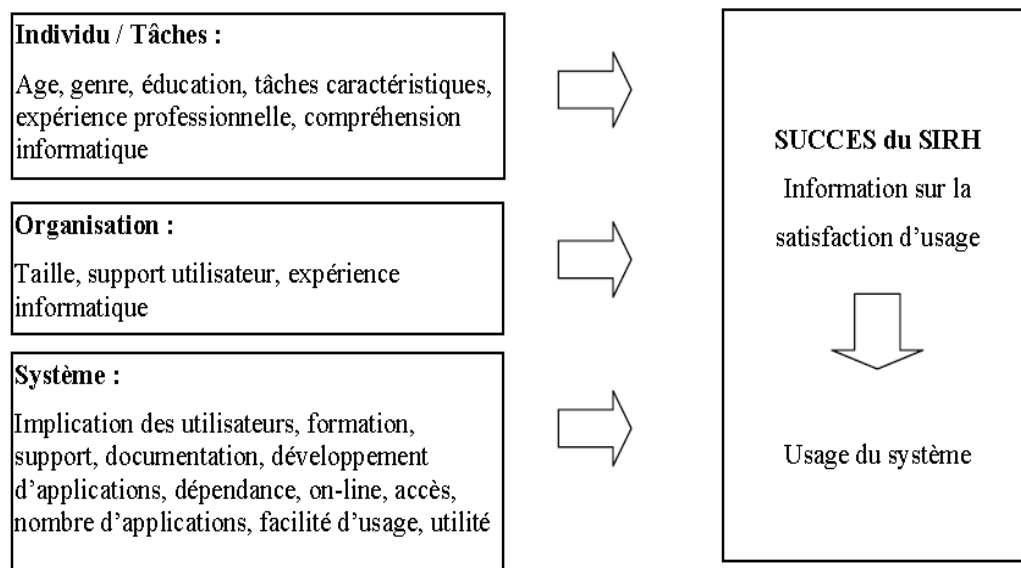 Individu / Tâches :
Age, genre, éducation, tâches caractéristiques,
expérience professionnelle, compréhension
informatique
Organisation :
Taille, support utilisateur, expérience
informatique
Système :
Implication des utilisateurs, formation,
support, documentation, développement
d'applications, dépendance, on-line, accès,
nombre d'applications, facilité d'usage, utilité
SUCCES du SIRH
Information sur la
satisfaction d'usage
Usage du système